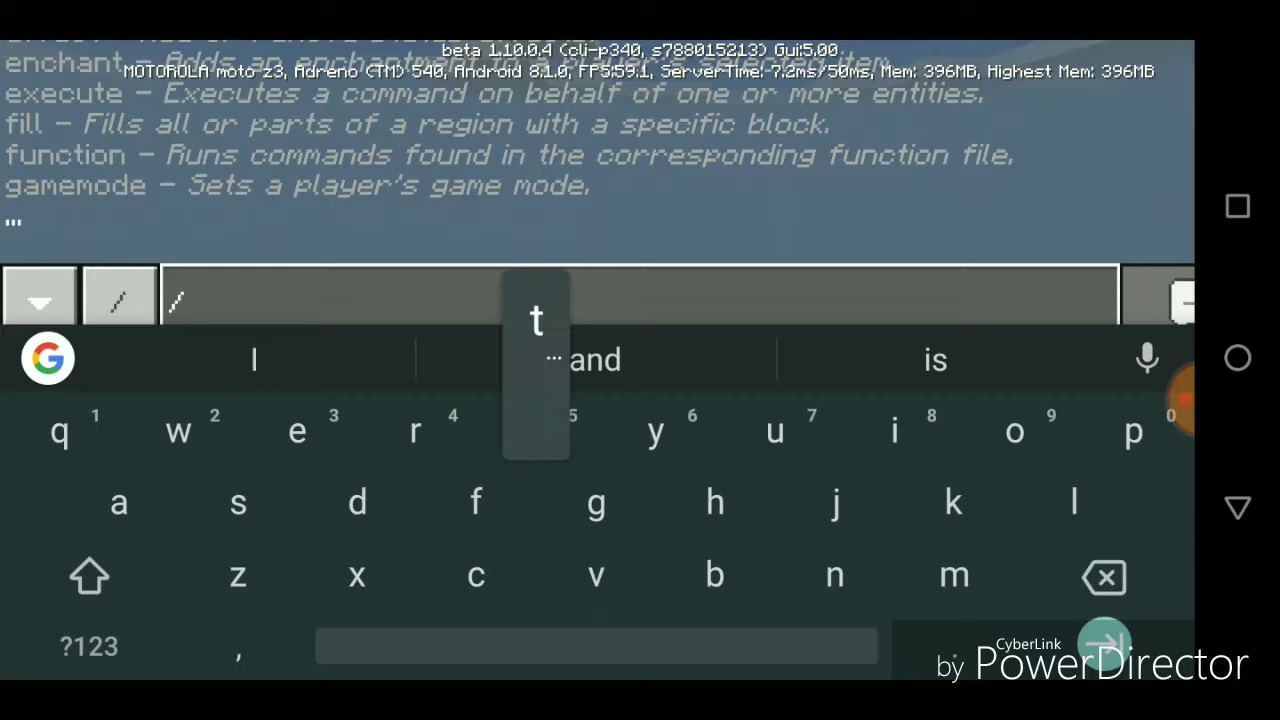 beta 1.10.0.4 (cli-p340, s788015213) Gui:5.00
enchant - Adds an enchantment to a player's selected item.
MOTOROLA moto z3, Adreno (TM) 540, Android 8.1.0, FPS:59.1, ServerTime: 7.2ms/50ms, Mem: 396MB, Highest Mem: 396MB
execute - Executes a command on behalf of one or more entities.
fill - Fills all or parts of a region with a specific block.
function - Runs commands found in the corresponding function file.
gamemode - Sets a player's game mode.
...
/ /
t
I ... and is
q 1 w 2 e 3 r 4 5 y 6 u 7 i 8 o 9 p 0
a s d f g h j k l
z x c v b n m
?123 , .
CyberLink
by PowerDirector